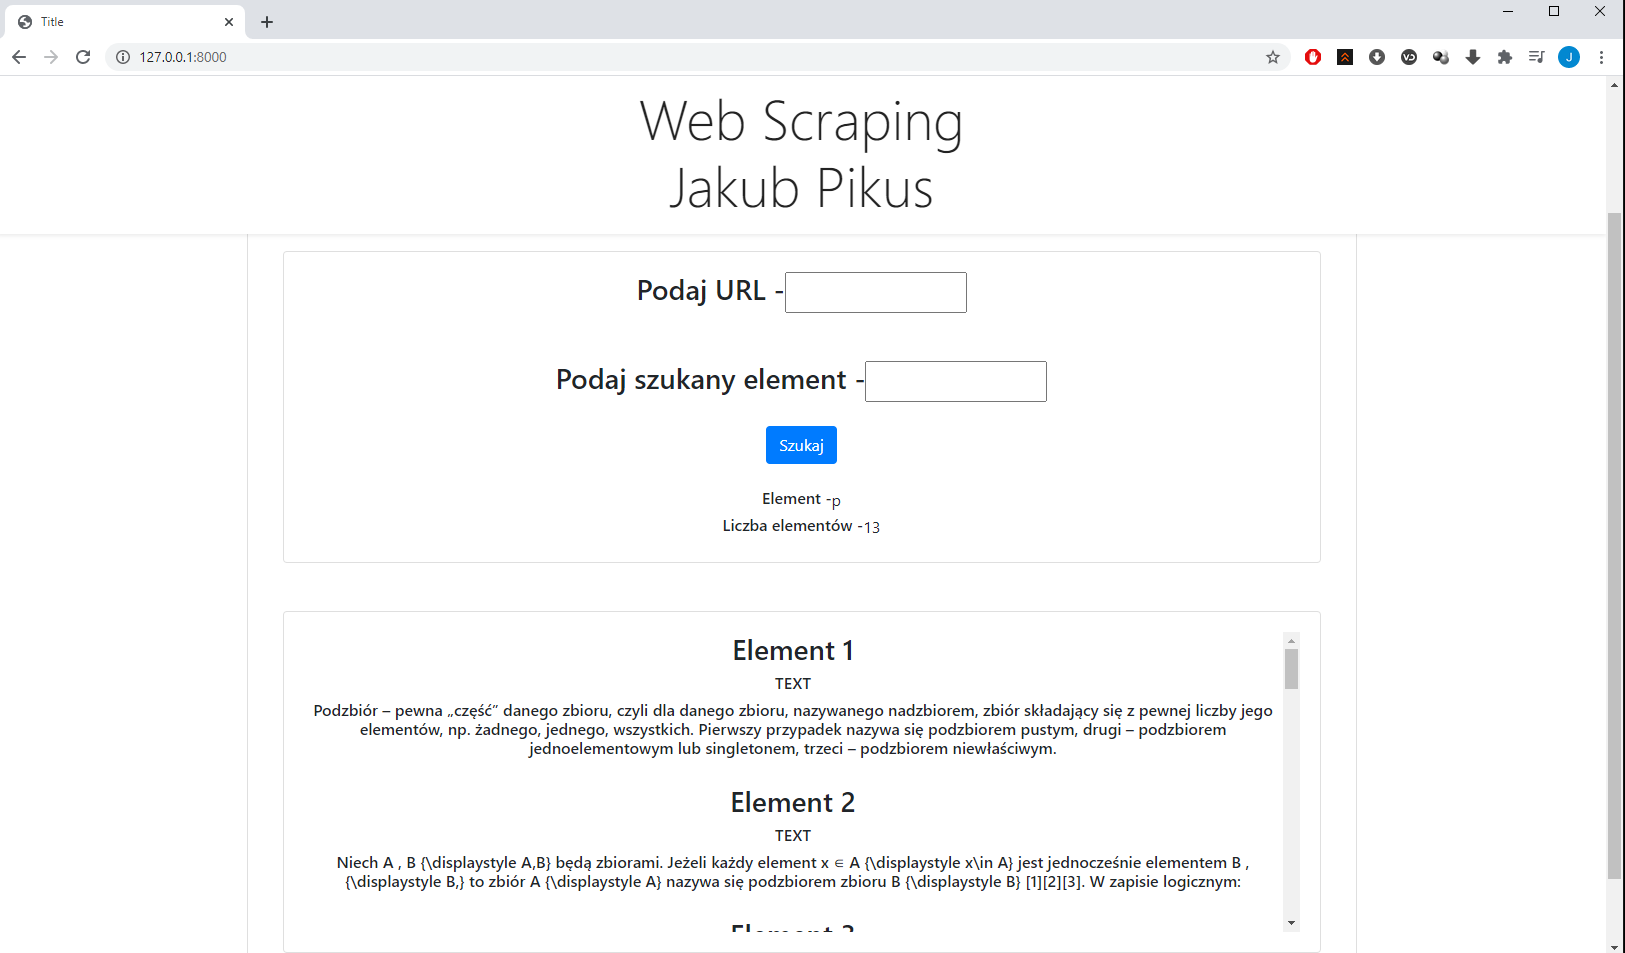 Title
127.0.0.1:8000
J
Web Scraping
Jakub Pikus
Podaj URL -
Podaj szukany element -
Szukaj
Element -p
Liczba elementów -13
Element 1
TEXT
Podzbiór – pewna „część” danego zbioru, czyli dla danego zbioru, nazywanego nadzbiorem, zbiór składający się z pewnej liczby jego
elementów, np. żadnego, jednego, wszystkich. Pierwszy przypadek nazywa się podzbiorem pustym, drugi – podzbiorem
jednoelementowym lub singletonem, trzeci – podzbiorem niewłaściwym.
Element 2
TEXT
Niech A , B {\displaystyle A,B} będą zbiorami. Jeżeli każdy element x ∈ A {\displaystyle x\in A} jest jednocześnie elementem B ,
{\displaystyle B,} to zbiór A {\displaystyle A} nazywa się podzbiorem zbioru B {\displaystyle B} [1][2][3]. W zapisie logicznym:
Element 3